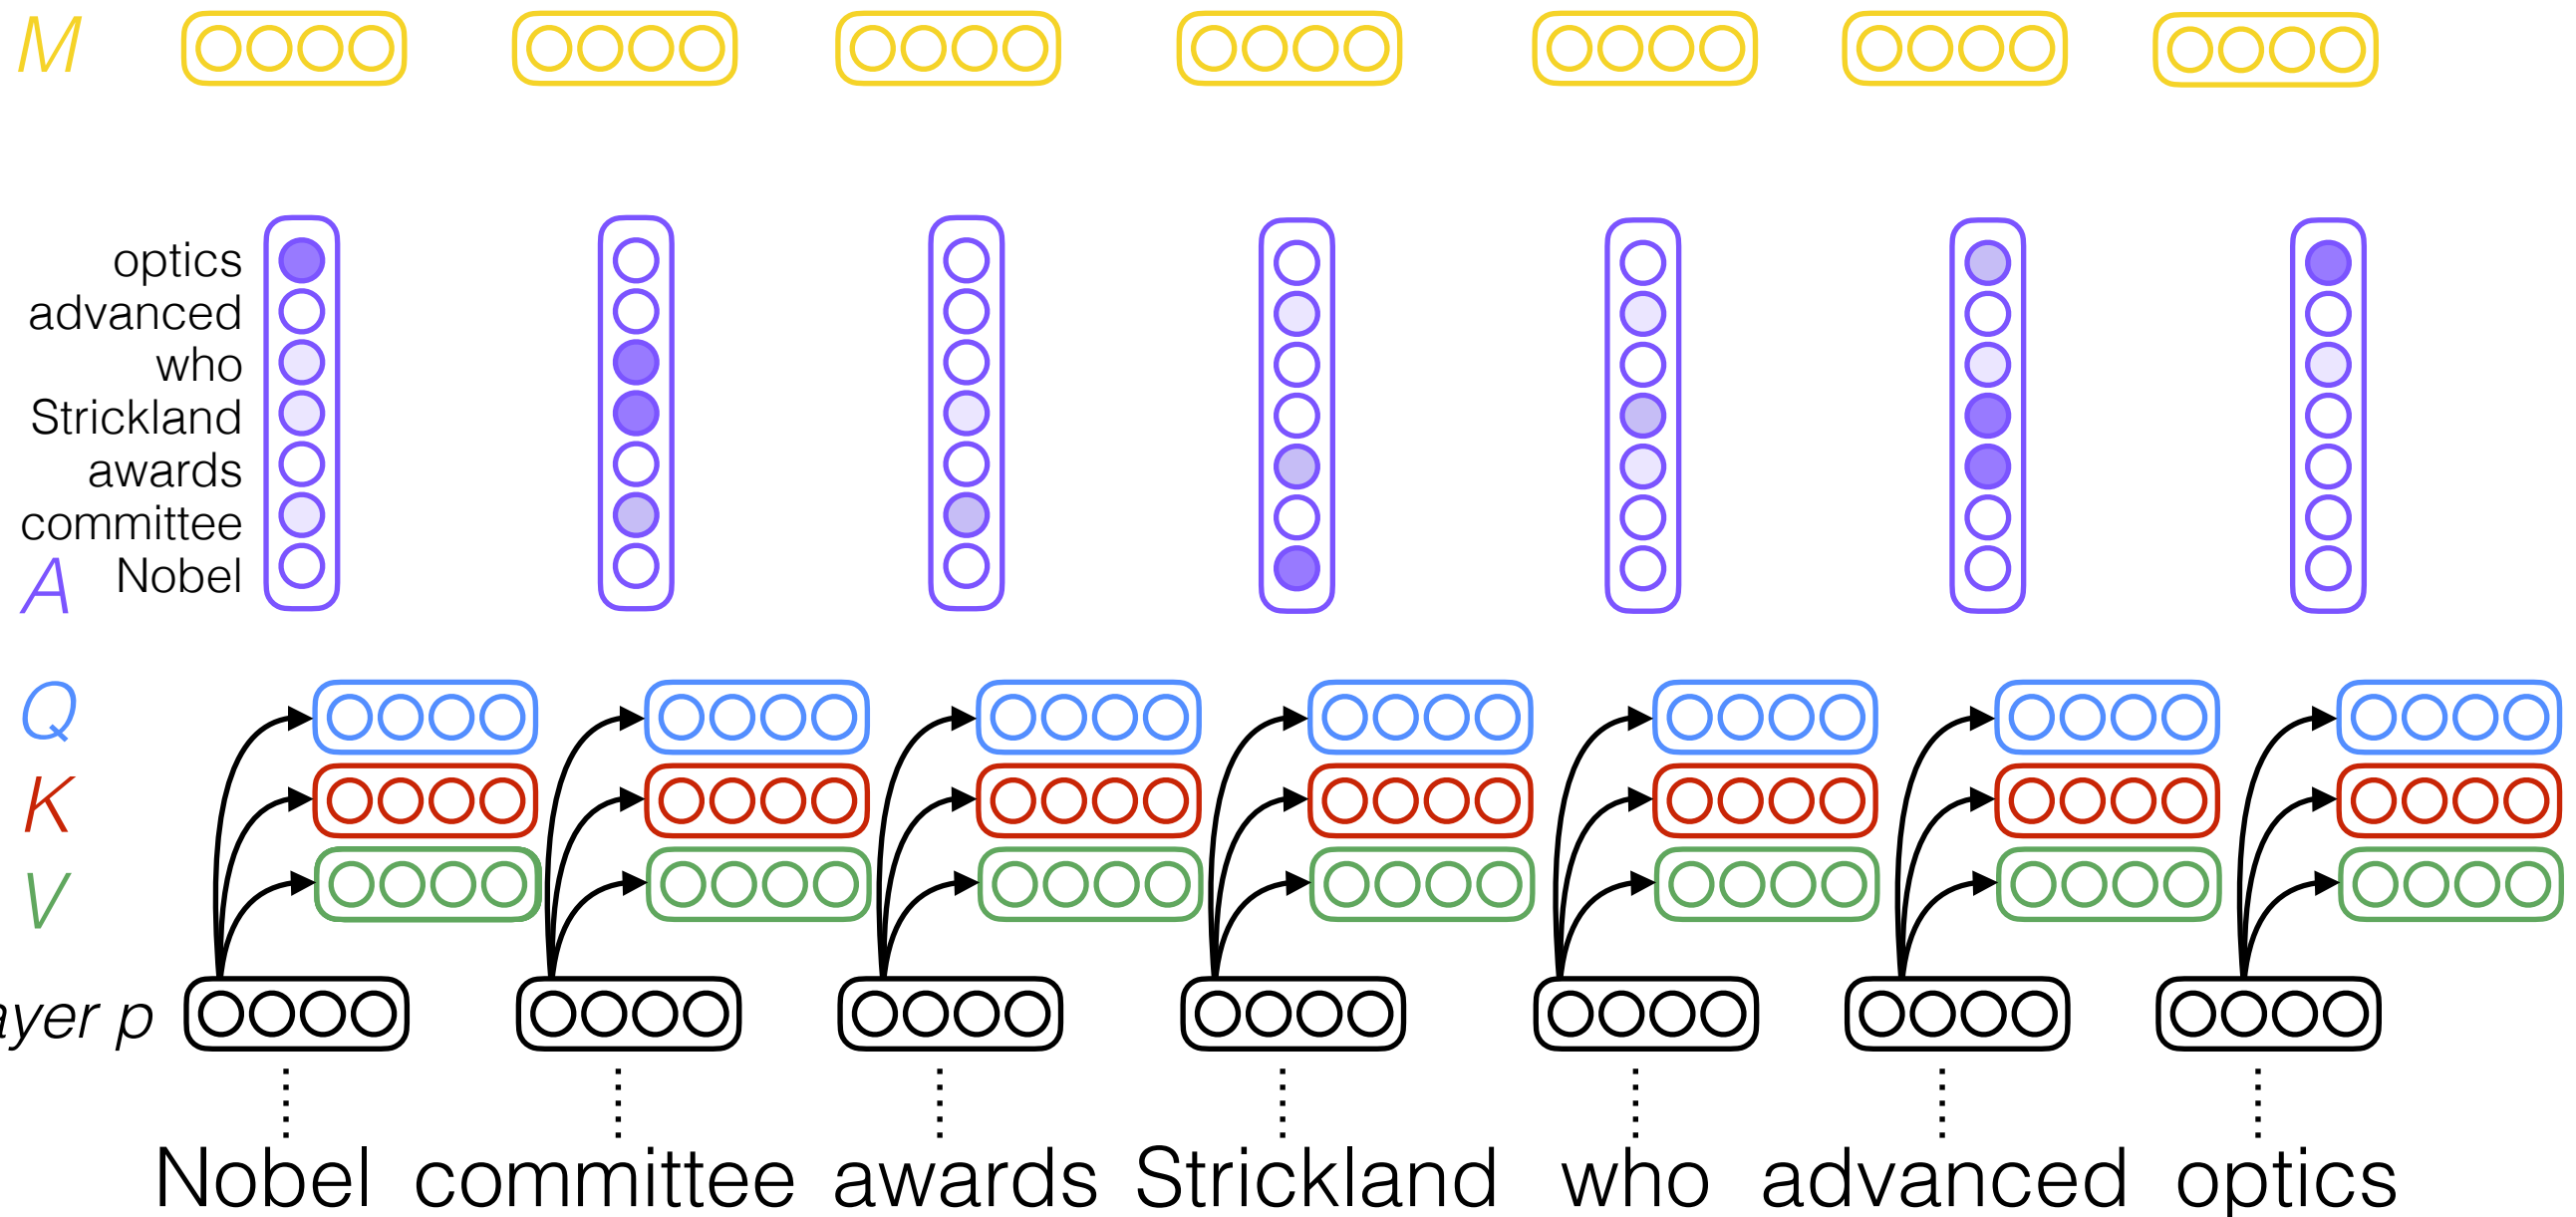 M
optics
advanced
who
Strickland
awards
committee
A Nobel
Q
K
V
ayer p
Nobel committee awards Strickland who advanced optics